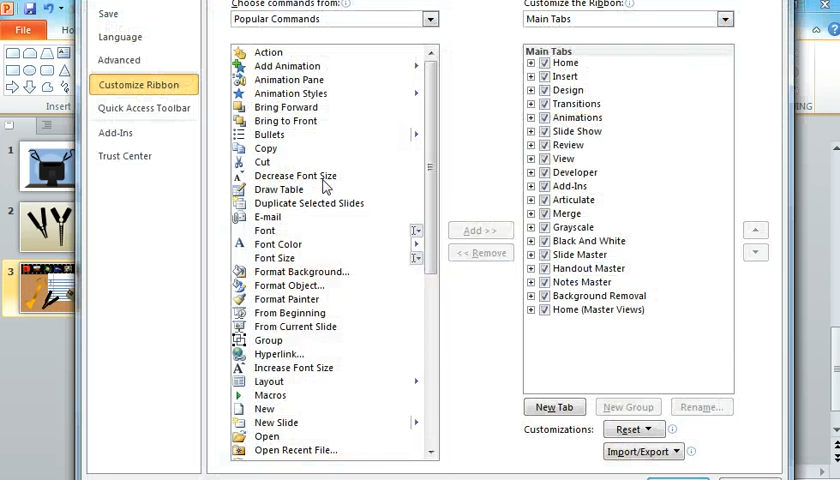 Choose commands from:
Customize the Ribbon:
Save
Popular Commands
Main Tabs
File
Language
Advanced
Customize Ribbon
Quick Access Toolbar
Add-Ins
Trust Center
Insert
1
2
3
Action
Add Animation
Animation Pane
Animation Styles
Bring Forward
Bring to Front
Bullets
Copy
Cut
Decrease Font Size
Draw Table
Duplicate Selected Slides
E-mail
Font
Font Color
Font Size
Format Background...
Format Object...
Format Painter
From Beginning
From Current Slide
Group
Hyperlink...
Increase Font Size
Layout
Macros
New
New Slide
Open
Open Recent File...
Add >>
<< Remove
Main Tabs
Home
Insert
Design
Transitions
Animations
Slide Show
Review
View
Developer
Add-Ins
Articulate
Merge
Grayscale
Black And White
Slide Master
Handout Master
Notes Master
Background Removal
Home (Master Views)
New Tab
New Group
Rename...
Customizations:
Reset
Import/Export